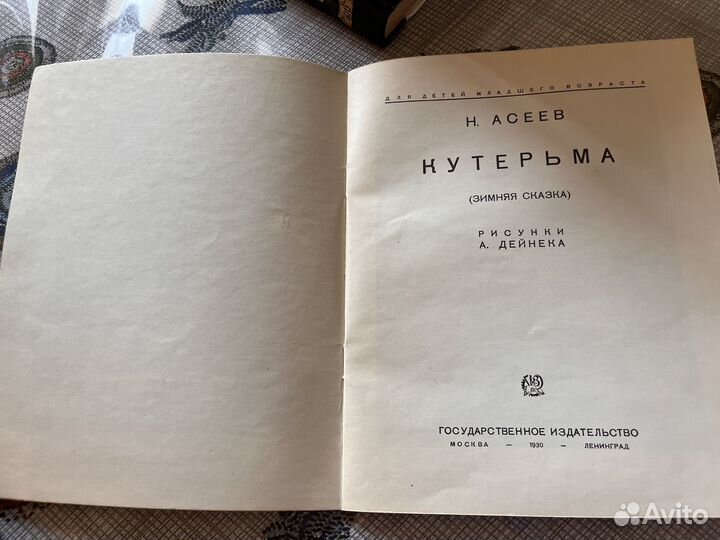 ДЛЯ ДЕТЕЙ МЛАДШЕГО ВОЗРАСТА
Н. АСЕЕВ
КУТЕРЬМА
(ЗИМНЯЯ СКАЗКА)
РИСУНКИ
А. ДЕЙНЕКА
ГОСУДАРСТВЕННОЕ ИЗДАТЕЛЬСТВО
МОСКВА — 1930 — ЛЕНИНГРАД
Avito